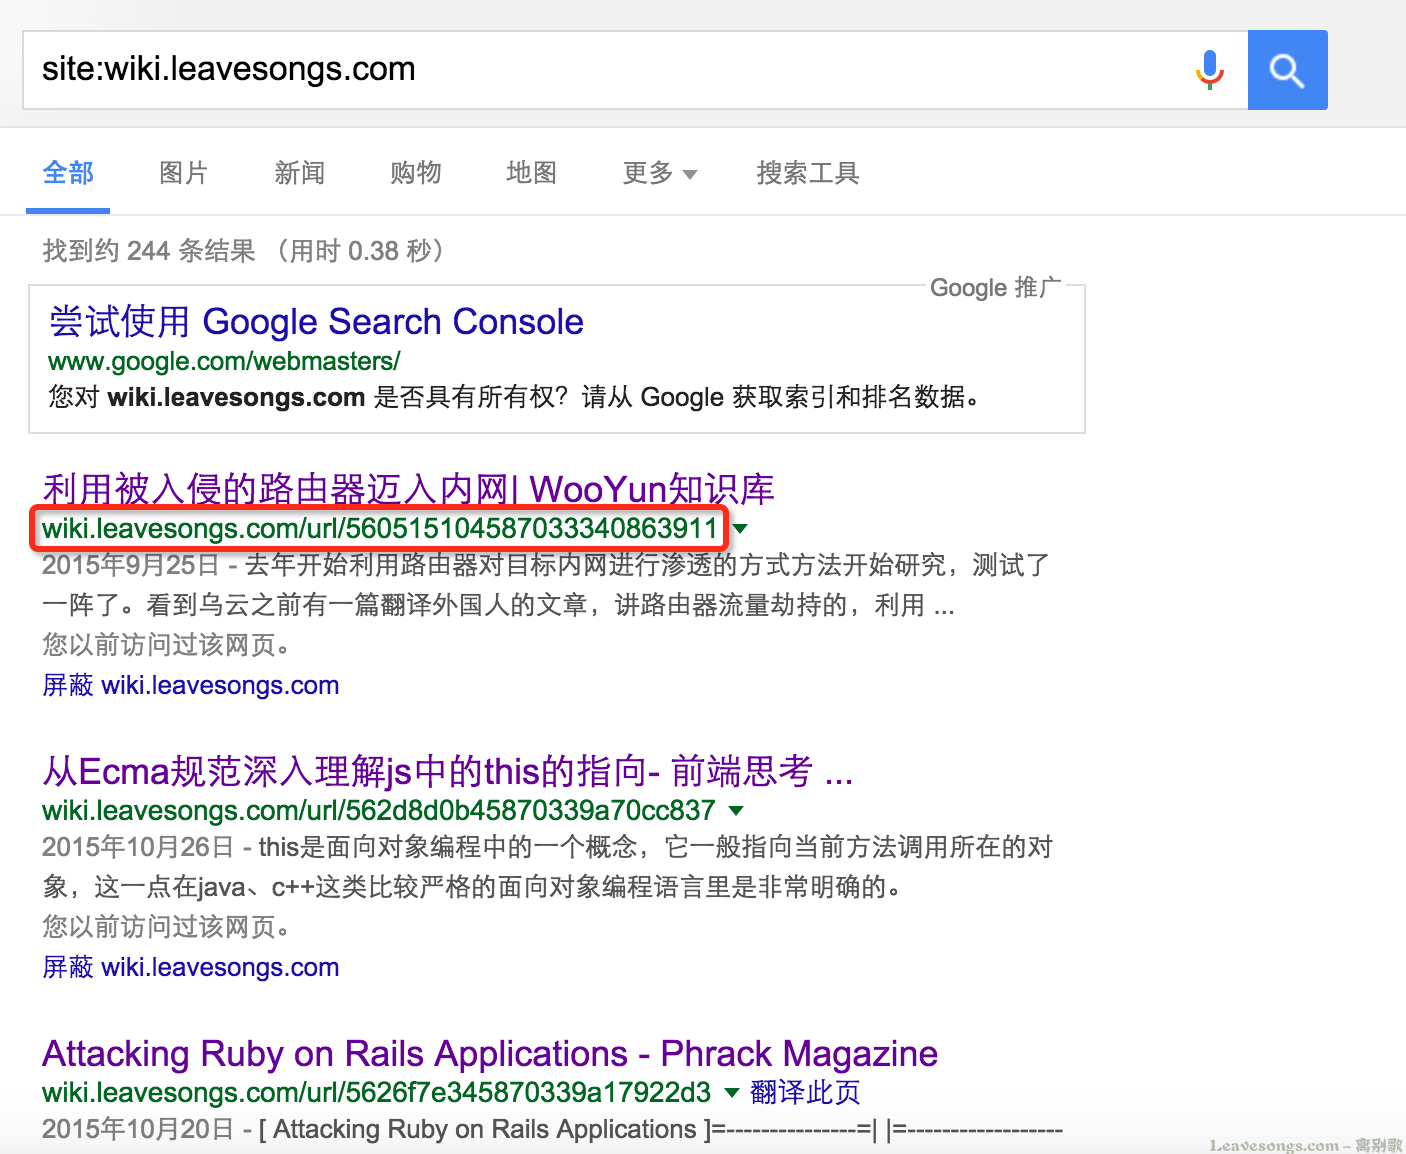 site:wiki.leavesongs.com
全部 图片 新闻 购物 地图 更多 搜索工具
找到约 244 条结果 （用时 0.38 秒）
Google 推广
尝试使用 Google Search Console
www.google.com/webmasters/
您对 wiki.leavesongs.com 是否具有所有权？请从 Google 获取索引和排名数据。
利用被入侵的路由器迈入内网| WooYun知识库
wiki.leavesongs.com/url/560515104587033340863911
2015年9月25日 - 去年开始利用路由器对目标内网进行渗透的方式方法开始研究，测试了
一阵了。看到乌云之前有一篇翻译外国人的文章，讲路由器流量劫持的，利用 ...
您以前访问过该网页。
屏蔽 wiki.leavesongs.com
从Ecma规范深入理解js中的this的指向- 前端思考 ...
wiki.leavesongs.com/url/562d8d0b45870339a70cc837
2015年10月26日 - this是面向对象编程中的一个概念，它一般指向当前方法调用所在的对
象，这一点在java、c++这类比较严格的面向对象编程语言里是非常明确的。
您以前访问过该网页。
屏蔽 wiki.leavesongs.com
Attacking Ruby on Rails Applications - Phrack Magazine
wiki.leavesongs.com/url/5626f7e345870339a17922d3 翻译此页
2015年10月20日 - [ Attacking Ruby on Rails Applications ]=---------------=| |=------------------
Leavesongs.com - 离别歌